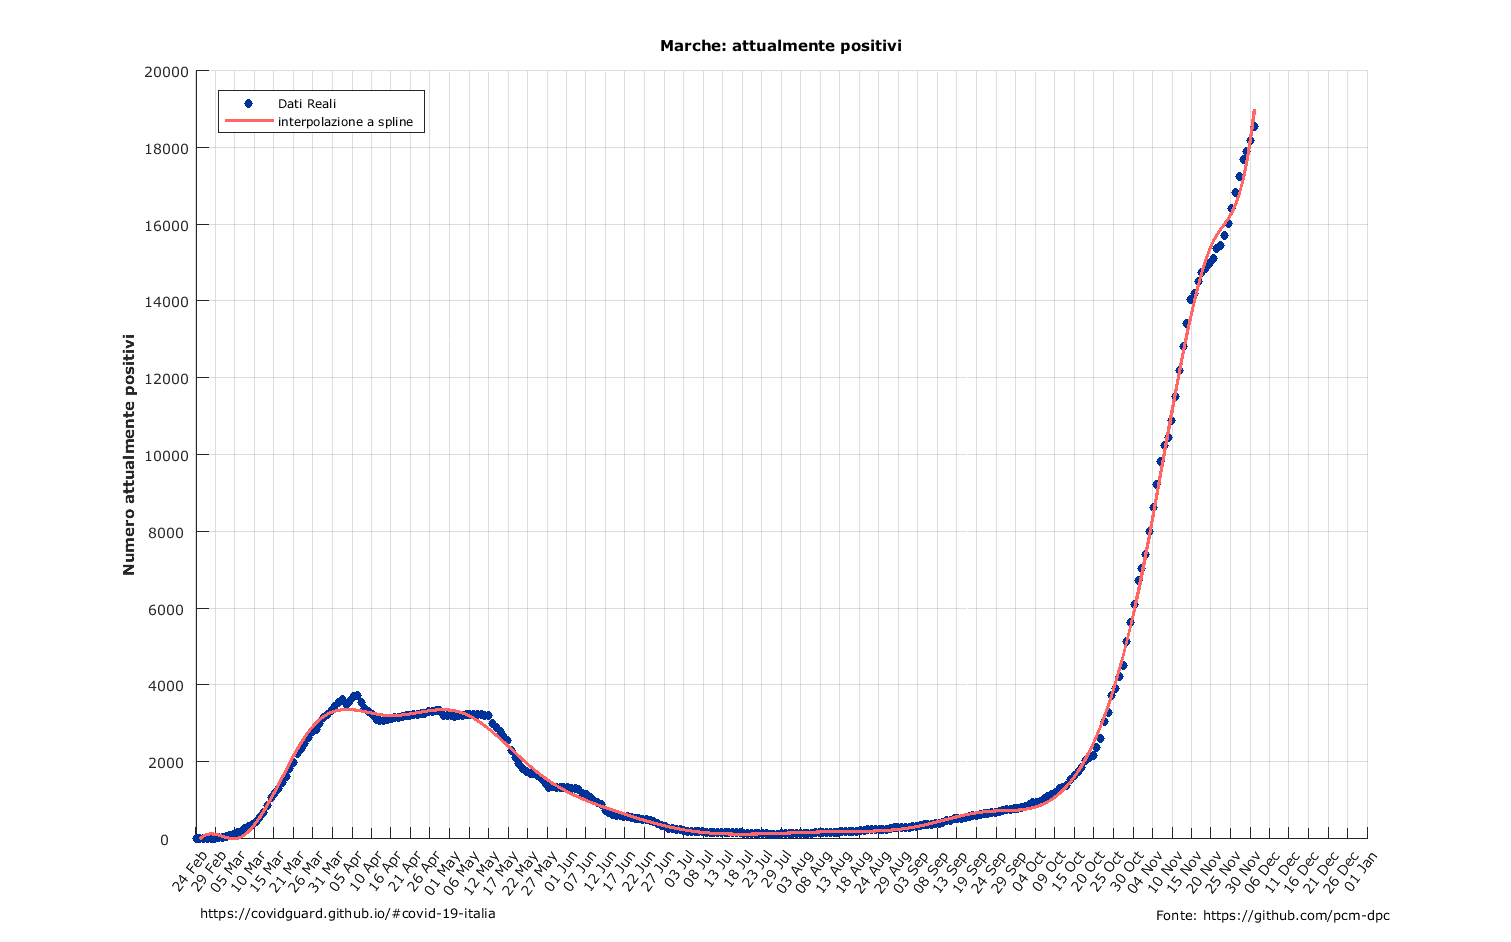 Marche: attualmente positivi
Dati Reali
interpolazione a spline
Numero attualmente positivi
20000
18000
16000
14000
12000
10000
8000
6000
4000
2000
0
24 Feb
29 Feb
05 Mar
10 Mar
15 Mar
21 Mar
26 Mar
31 Mar
05 Apr
10 Apr
16 Apr
21 Apr
26 Apr
01 May
06 May
12 May
17 May
22 May
27 May
01 Jun
07 Jun
12 Jun
17 Jun
22 Jun
27 Jun
03 Jul
08 Jul
13 Jul
18 Jul
23 Jul
29 Jul
03 Aug
08 Aug
13 Aug
18 Aug
24 Aug
29 Aug
03 Sep
08 Sep
13 Sep
19 Sep
24 Sep
29 Sep
04 Oct
09 Oct
15 Oct
20 Oct
25 Oct
30 Oct
04 Nov
10 Nov
15 Nov
20 Nov
25 Nov
30 Nov
06 Dec
11 Dec
16 Dec
21 Dec
26 Dec
01 Jan
https://covidguard.github.io/#covid-19-italia
Fonte: https://github.com/pcm-dpc